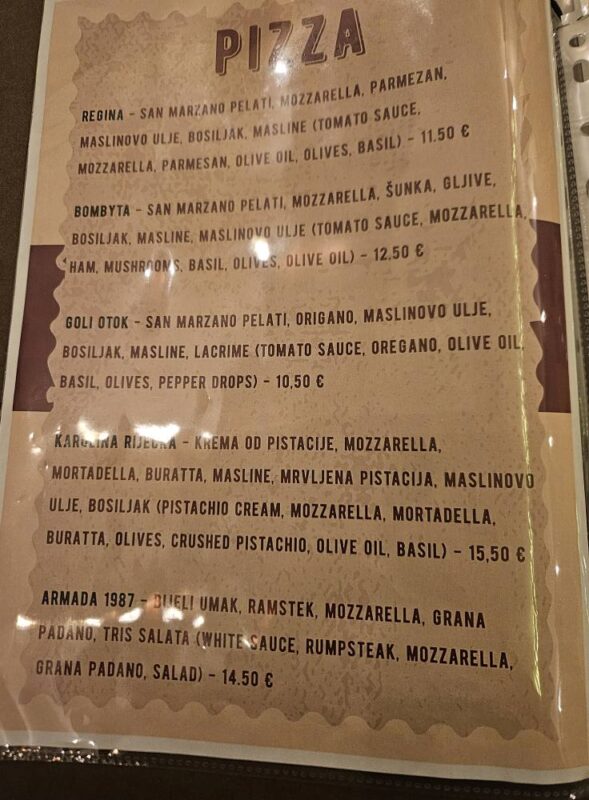 PIZZA
REGINA – SAN MARZANO PELATI, MOZZARELLA, PARMEZAN,
MASLINOVO ULJE, BOSILJAK, MASLINE (TOMATO SAUCE,
MOZZARELLA, PARMESAN, OLIVE OIL, OLIVES, BASIL) – 11.50 €
BOMBYTA – SAN MARZANO PELATI, MOZZARELLA, ŠUNKA, GLJIVE,
BOSILJAK, MASLINE, MASLINOVO ULJE (TOMATO SAUCE, MOZZARELLA,
HAM, MUSHROOMS, BASIL, OLIVES, OLIVE OIL) – 12.50 €
GOLI OTOK – SAN MARZANO PELATI, ORIGANO, MASLINOVO ULJE,
BOSILJAK, MASLINE, LACRIME (TOMATO SAUCE, OREGANO, OLIVE OIL,
BASIL, OLIVES, PEPPER DROPS) – 10,50 €
KAROLINA RIJEČKA – KREMA OD PISTACIJE, MOZZARELLA,
MORTADELLA, BURATTA, MASLINE, MRVLJENA PISTACIJA, MASLINOVO
ULJE, BOSILJAK (PISTACHIO CREAM, MOZZARELLA, MORTADELLA,
BURATTA, OLIVES, CRUSHED PISTACHIO, OLIVE OIL, BASIL) – 15,50 €
ARMADA 1987 – BIJELI UMAK, RAMSTEK, MOZZARELLA, GRANA
PADANO, TRIS SALATA (WHITE SAUCE, RUMPSTEAK, MOZZARELLA,
GRANA PADANO, SALAD) – 14.50 €